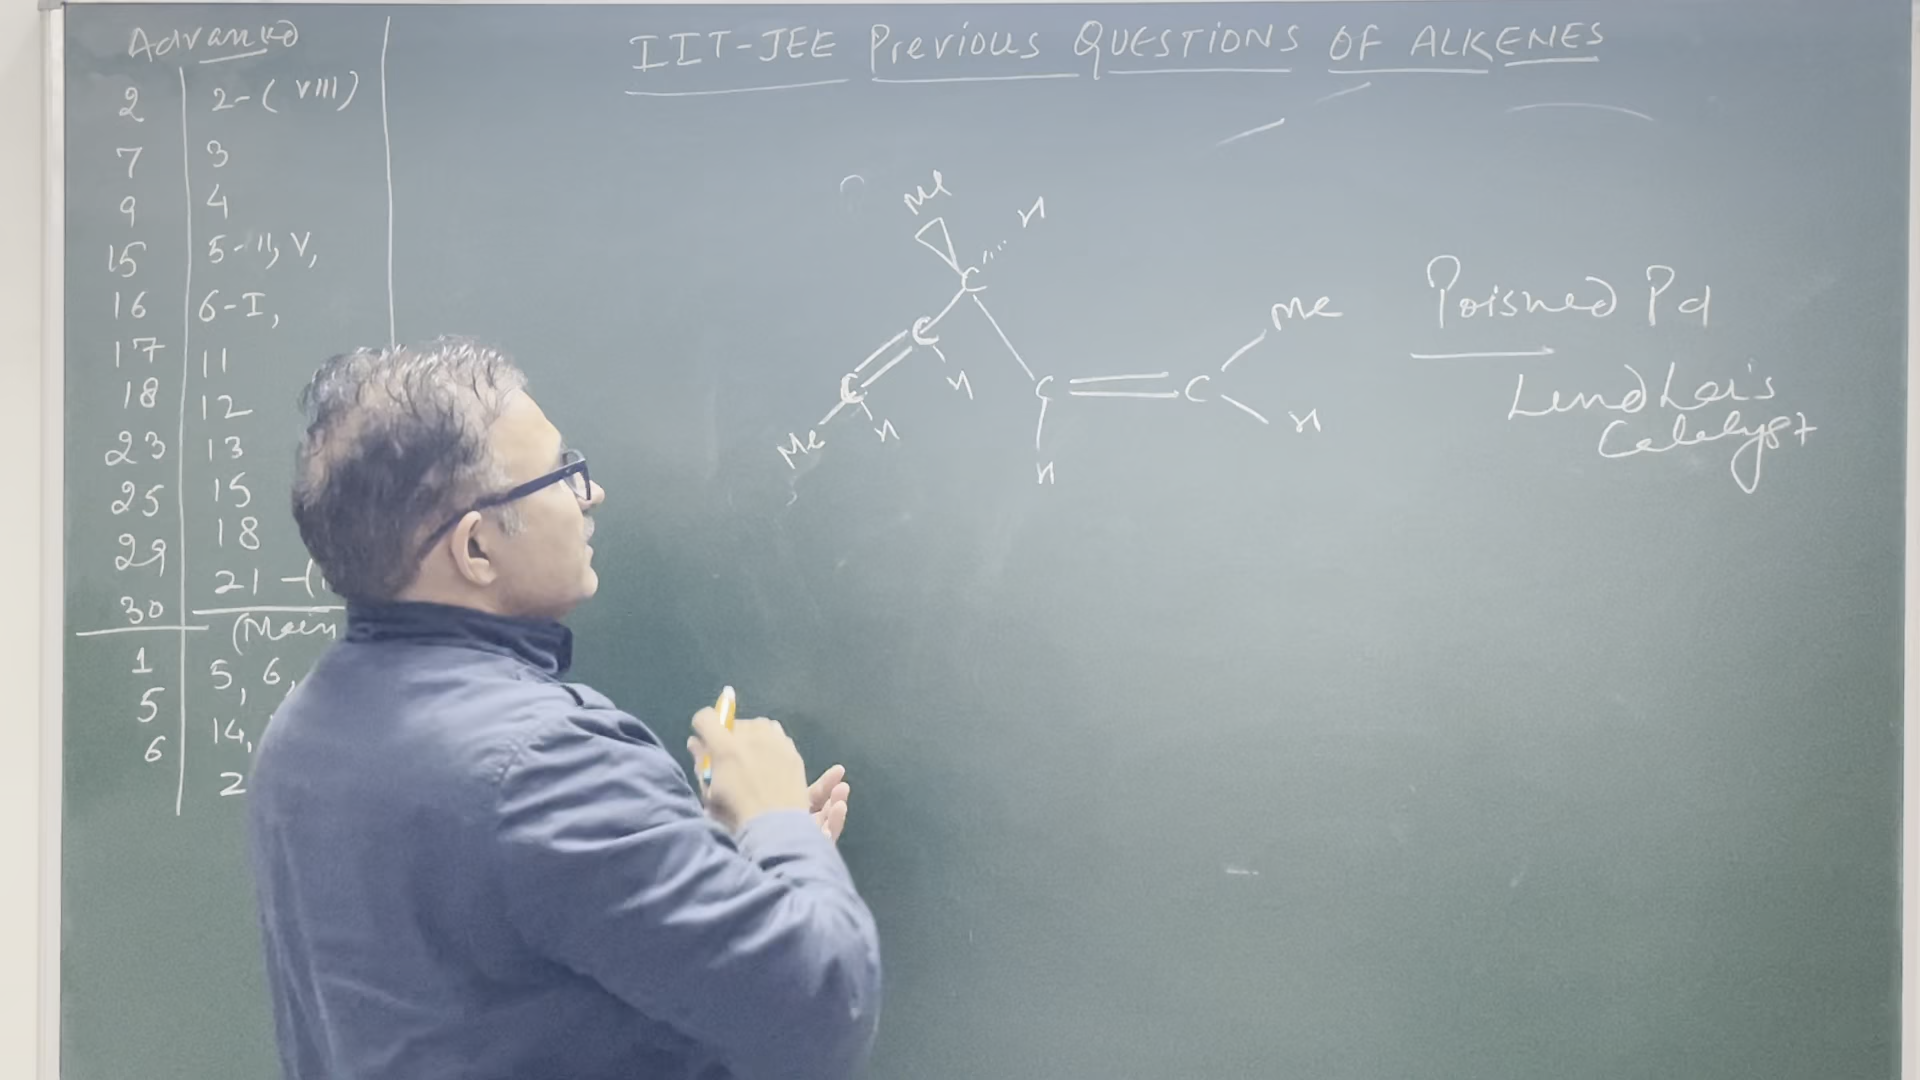 Advanced
IIT-JEE Previous QUESTIONS OF ALKENES
2 2-(VIII)
7 3
9 4
15 5-II, V,
16 6-I,
17 11
18 12
23 13
25 15
29 18
30 21-(
(Main
1 5, 6,
5 14,
6 2
Me H
C
C
H
C
H
Me
C
H
C
Me
H
Poisned Pd
Lindlar's
Catalyst